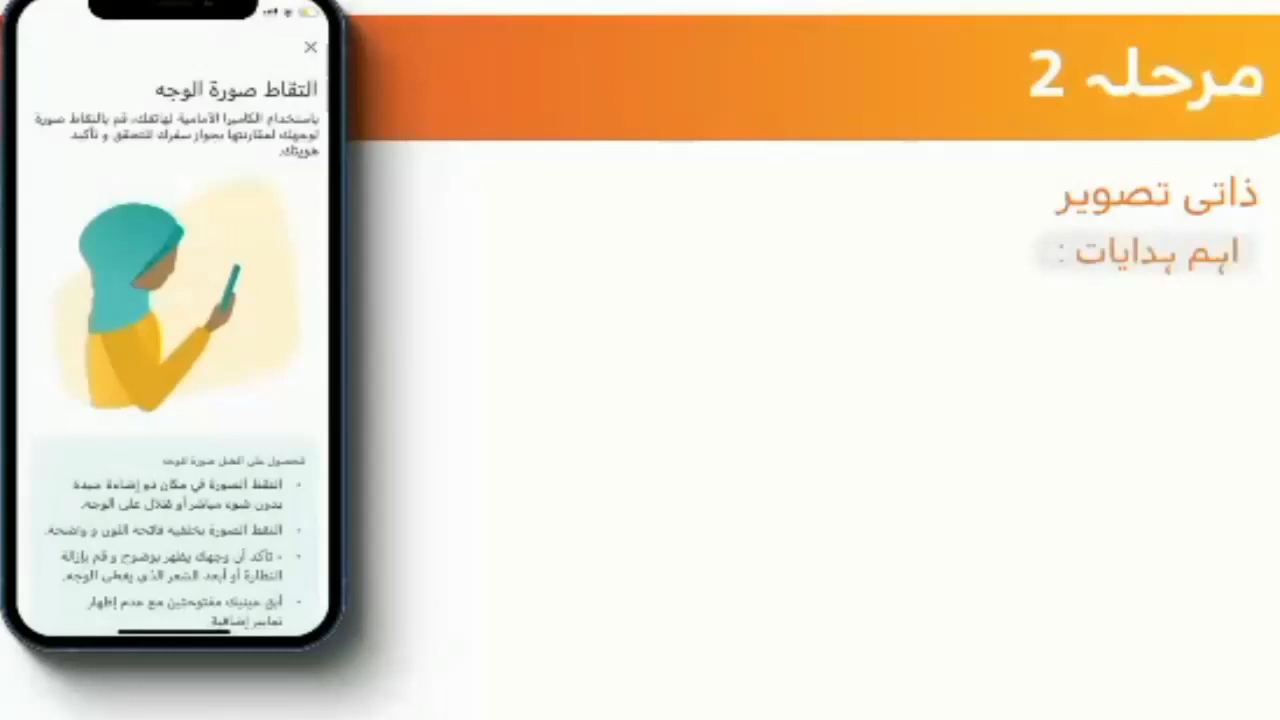 مرحلہ 2
ذاتی تصویر
اہم ہدایات :
التقاط صورة الوجه
باستخدام الكاميرا الأمامية لهاتفك، قم بالتقاط صورة
لوجهك لمقارنتها بجواز سفرك للتحقق و تأكيد
هويتك.
للحصول على أفضل صورة للوجه
• التقط الصورة في مكان ذو إضاءة جيدة
بدون ضوء مباشر أو ظلال على الوجه.
• التقط الصورة بخلفية فاتحة اللون و واضحة.
• - تأكد أن وجهك يظهر بوضوح و قم بإزالة
النظارة أو أبعد الشعر الذي يغطي الوجه.
• أبق عينيك مفتوحتين مع عدم إظهار
تعابير إضافية.